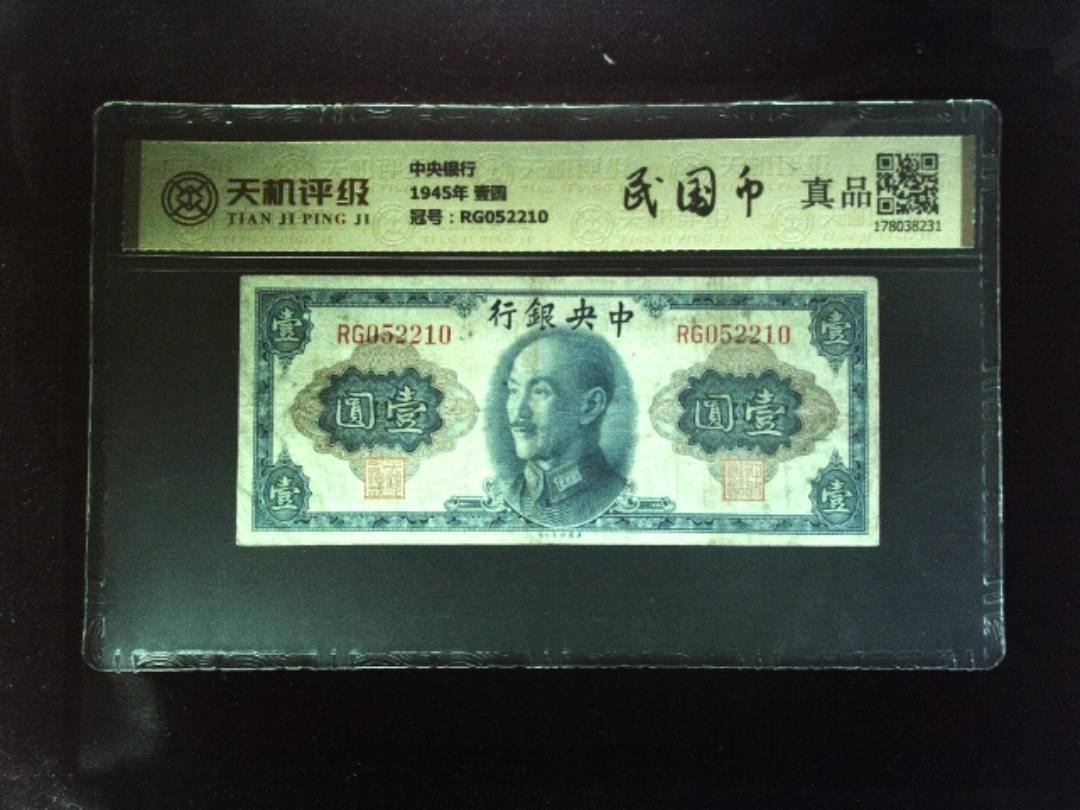 天机评级
TIAN JI PING JI
中央银行
1945年 壹圆
冠号：RG052210
民国币
真品
178038231
行銀央中
RG052210
RG052210
壹
壹
圓壹
圓壹
壹
壹